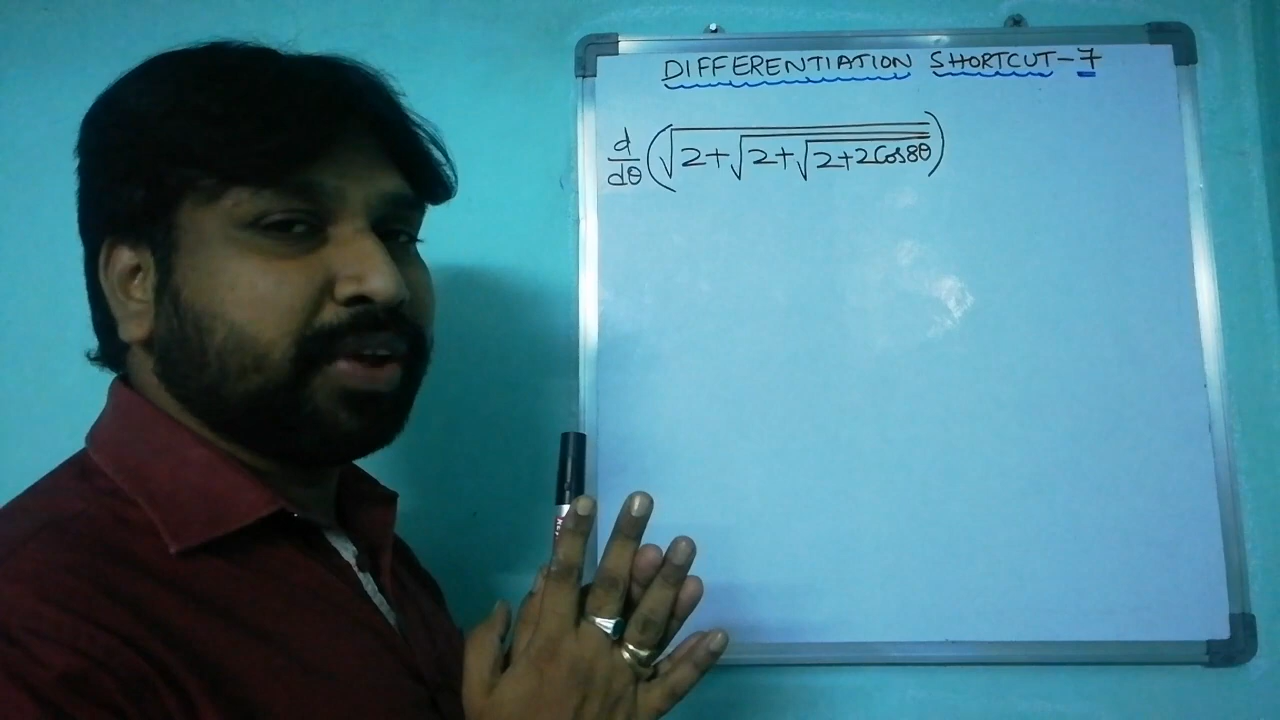 DIFFERENTIATION SHORTCUT-7
d/dθ (√(2+√(2+√(2+2Cos8θ))))